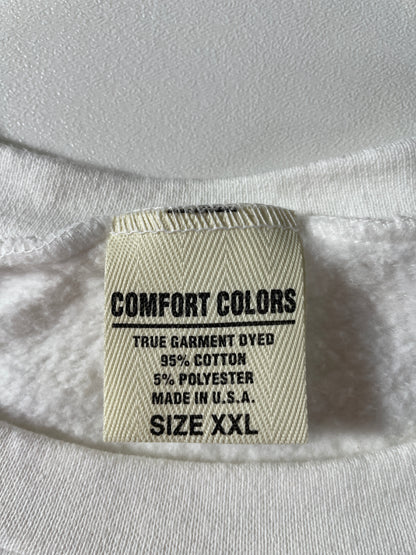 COMFORT COLORS
TRUE GARMENT DYED
95% COTTON
5% POLYESTER
MADE IN U.S.A.
SIZE XXL